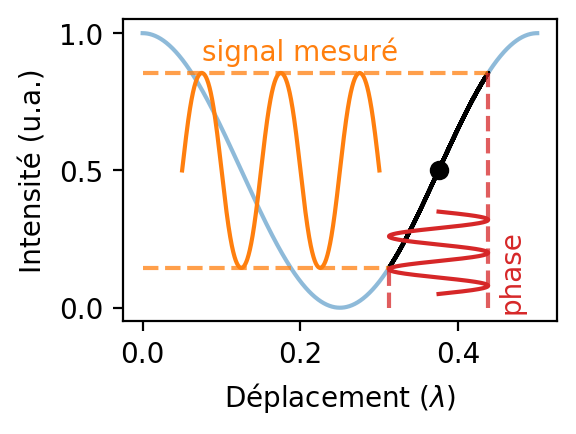 signal mesuré
1.0
0.5
0.0
Intensité (u.a.)
phase
0.0
0.2
0.4
Déplacement (λ)